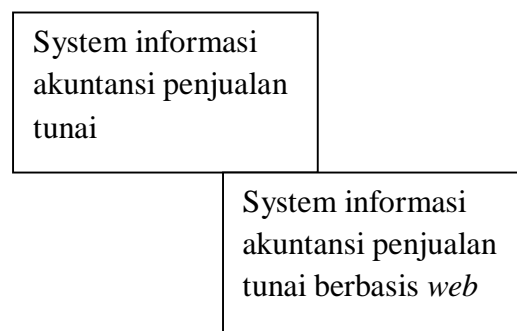 System informasi
akuntansi penjualan
tunai
System informasi
akuntansi penjualan
tunai berbasis web